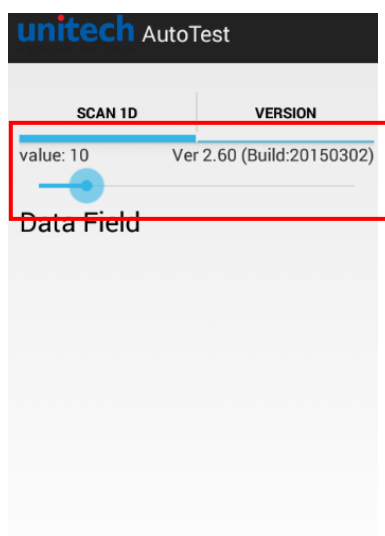 unitech AutoTest
SCAN 1D VERSION
value: 10 Ver 2.60 (Build:20150302)
Data Field